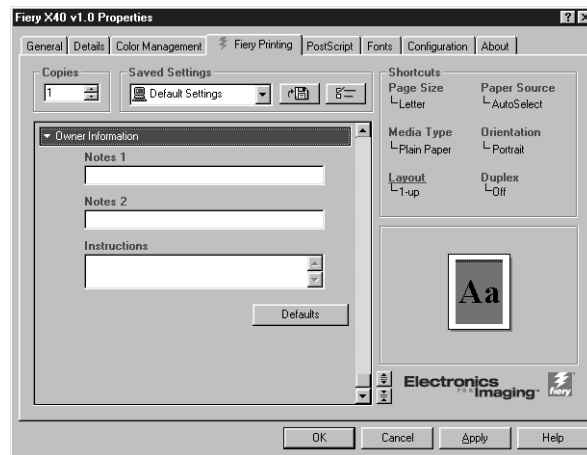 Fiery X40 v1.0 Properties
General Details Color Management Fiery Printing PostScript Fonts Configuration About
Copies
1
Saved Settings
Default Settings
Owner Information
Notes 1
Notes 2
Instructions
Defaults
Shortcuts
Page Size Paper Source
Letter AutoSelect
Media Type Orientation
Plain Paper Portrait
Layout Duplex
1-up Off
Aa
Electronics
FOR Imaging
fiery
OK Cancel Apply Help